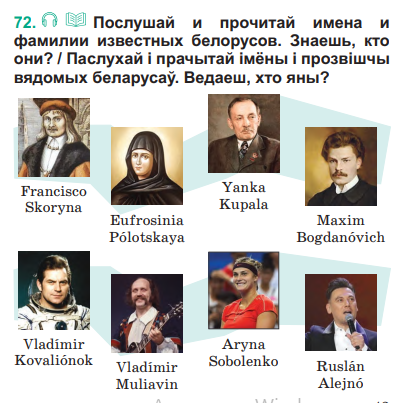 72. Послушай и прочитай имена и
фамилии известных белорусов. Знаешь, кто
они? / Паслухай і прачытай імёны і прозвішчы
вядомых беларусаў. Ведаеш, хто яны?
Francisco
Skoryna
Eufrosinia
Pólotskaya
Yanka
Kupala
Maxim
Bogdanóvich
Vladímir
Kovaliónok
Vladímir
Muliavin
Aryna
Sobolenko
Ruslán
Alejnó